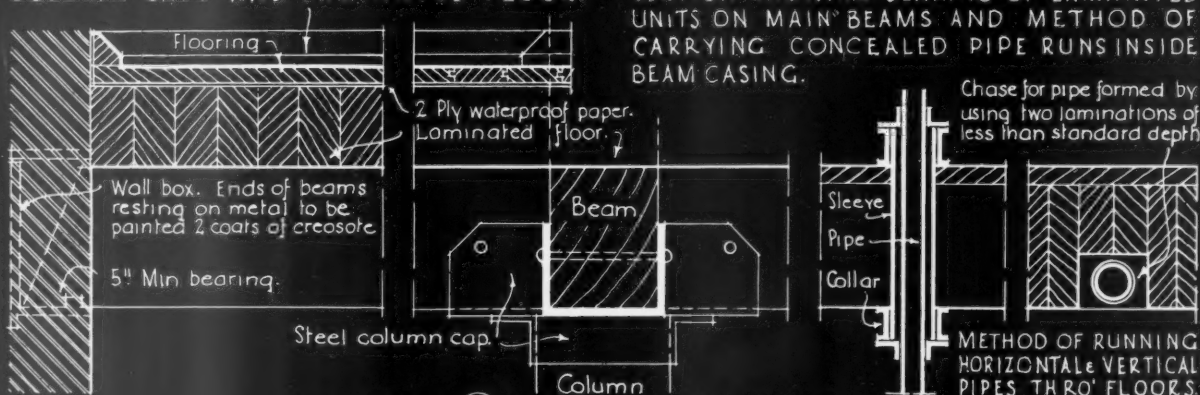 UNITS ON MAIN BEAMS AND METHOD OF
CARRYING CONCEALED PIPE RUNS INSIDE
BEAM CASING.
Flooring
2 Ply waterproof paper.
Laminated floor.
Wall box. Ends of beams
resting on metal to be
painted 2 coats of creosote
5" Min bearing.
Beam
Steel column cap.
Column
Chase for pipe formed by
using two laminations of
less than standard depth
Sleeve
Pipe
Collar
METHOD OF RUNNING
HORIZONTAL & VERTICAL
PIPES THRO' FLOORS